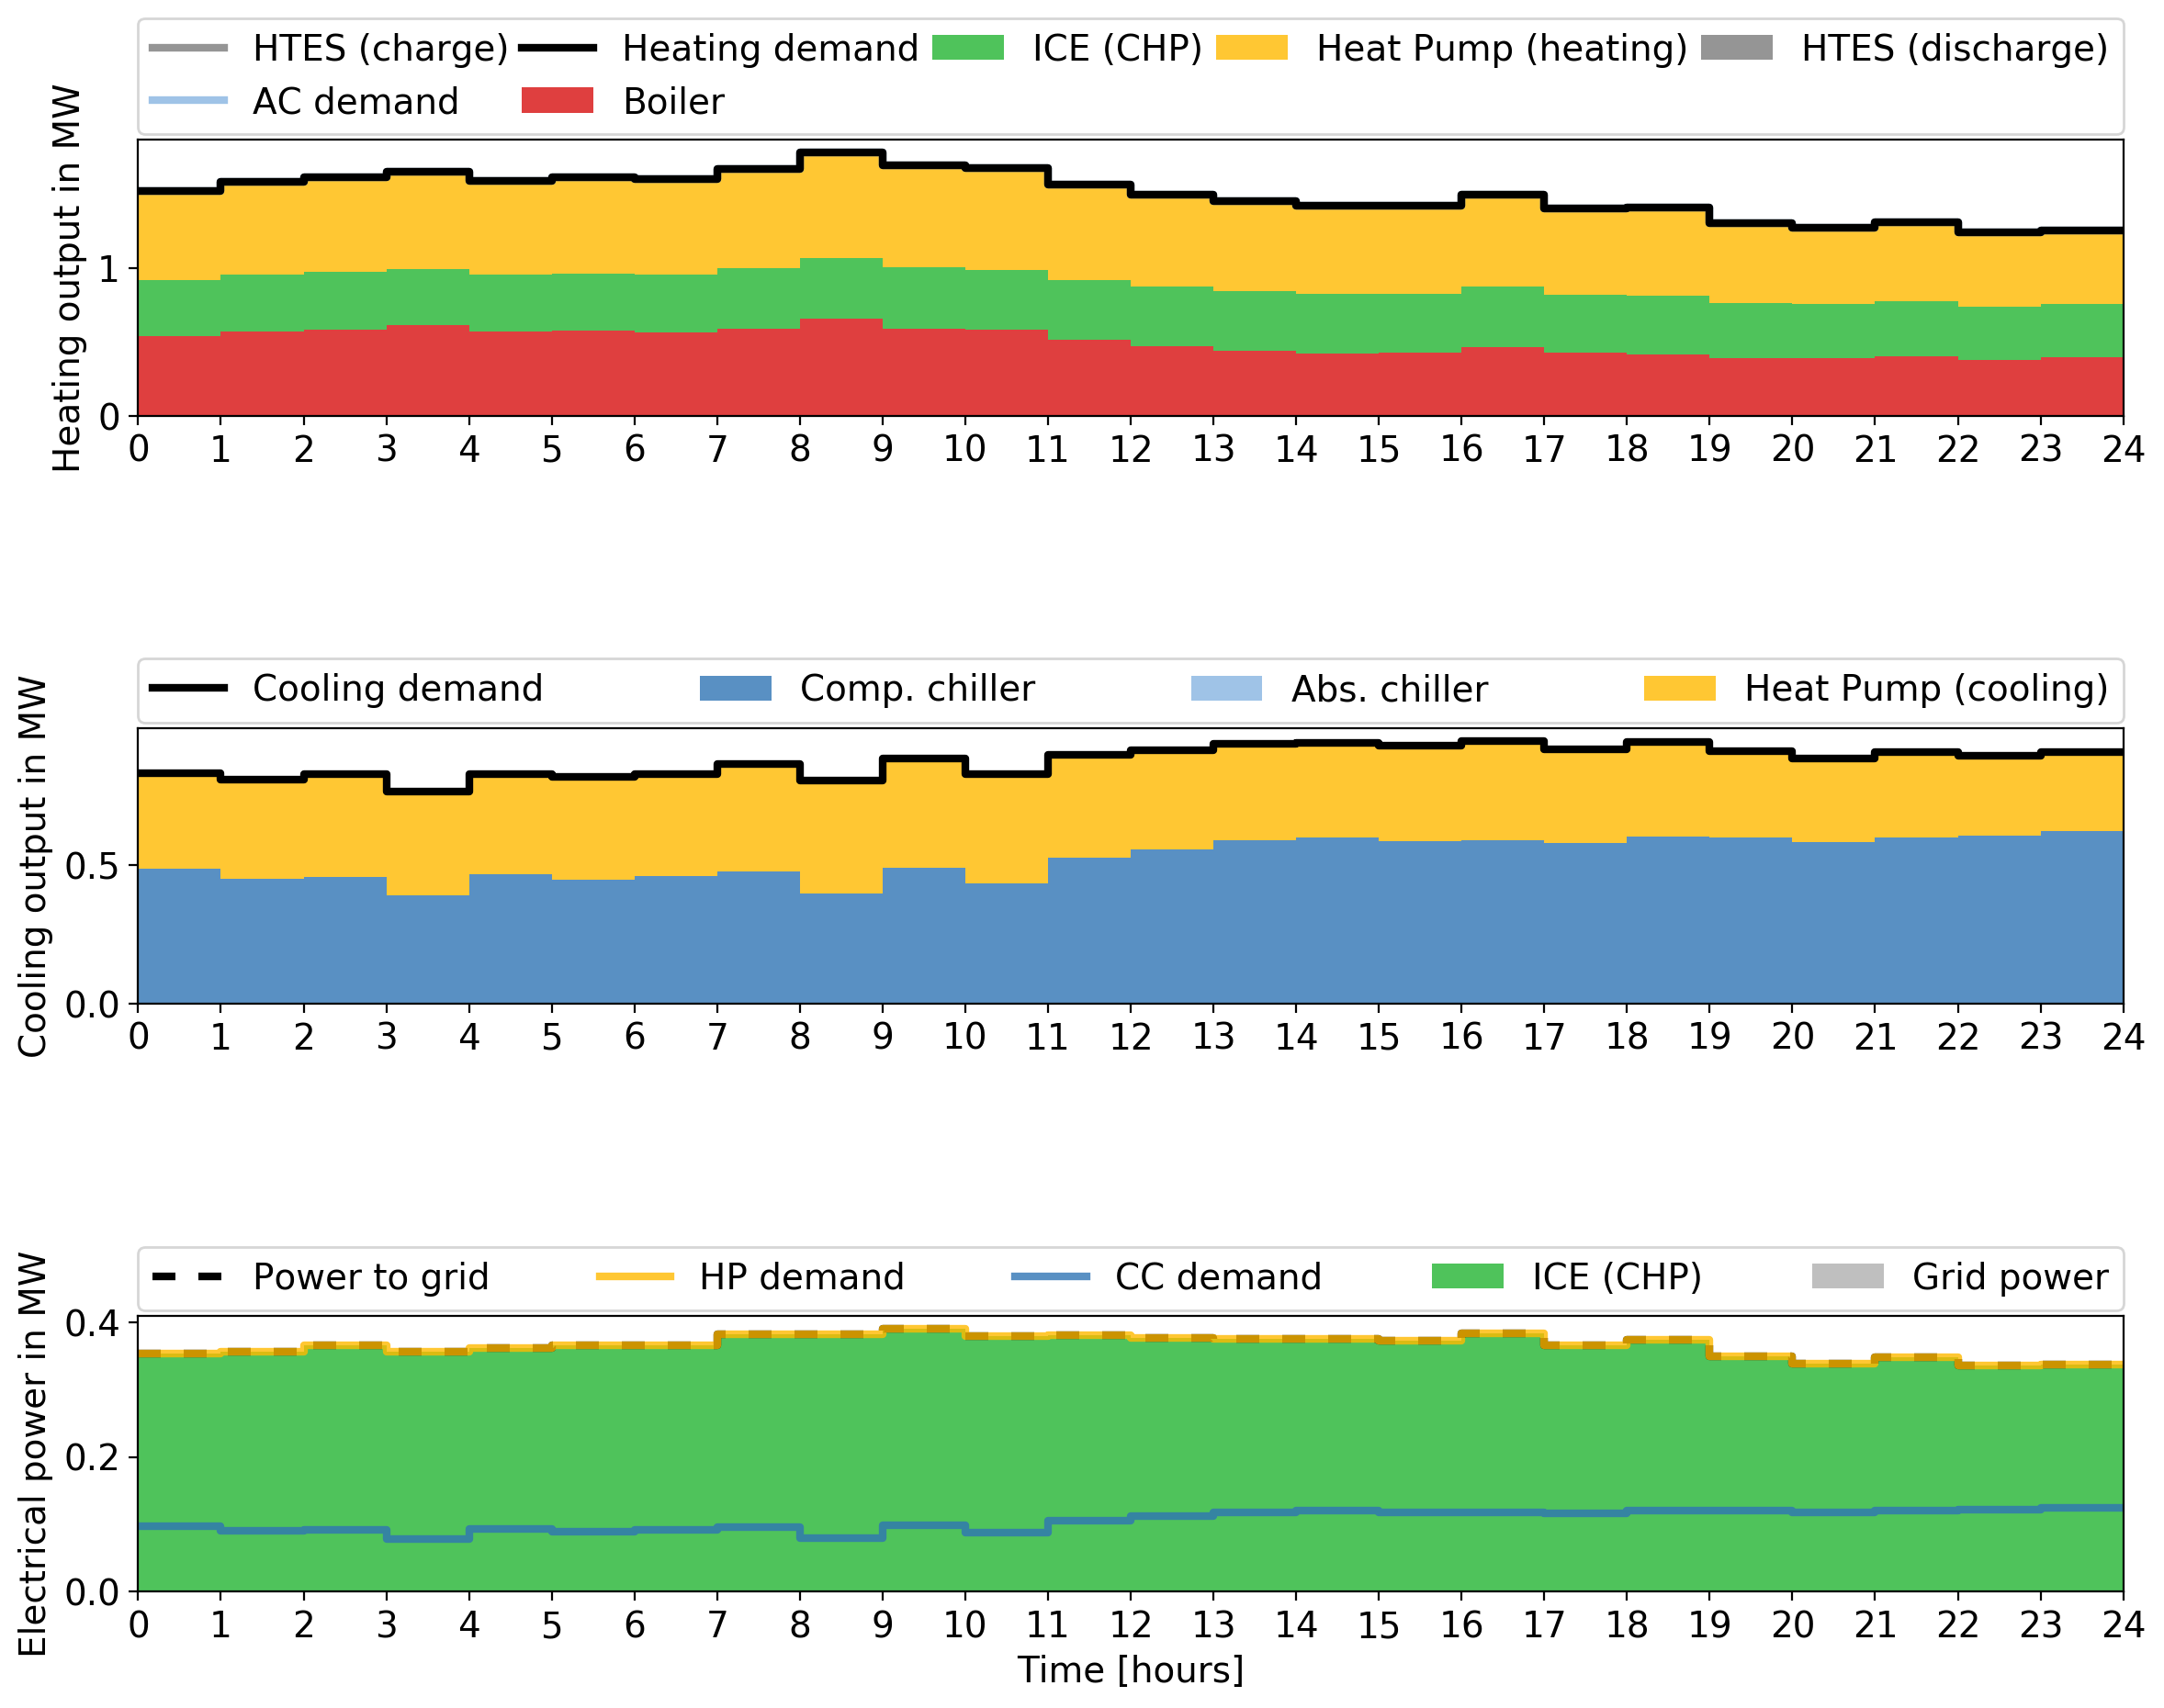 HTES (charge) Heating demand ICE (CHP) Heat Pump (heating) HTES (discharge)
AC demand Boiler
Heating output in MW
1
0
0 1 2 3 4 5 6 7 8 9 10 11 12 13 14 15 16 17 18 19 20 21 22 23 24
Cooling demand Comp. chiller Abs. chiller Heat Pump (cooling)
Cooling output in MW
0.5
0.0
0 1 2 3 4 5 6 7 8 9 10 11 12 13 14 15 16 17 18 19 20 21 22 23 24
Power to grid HP demand CC demand ICE (CHP) Grid power
Electrical power in MW
0.4
0.2
0.0
0 1 2 3 4 5 6 7 8 9 10 11 12 13 14 15 16 17 18 19 20 21 22 23 24
Time [hours]